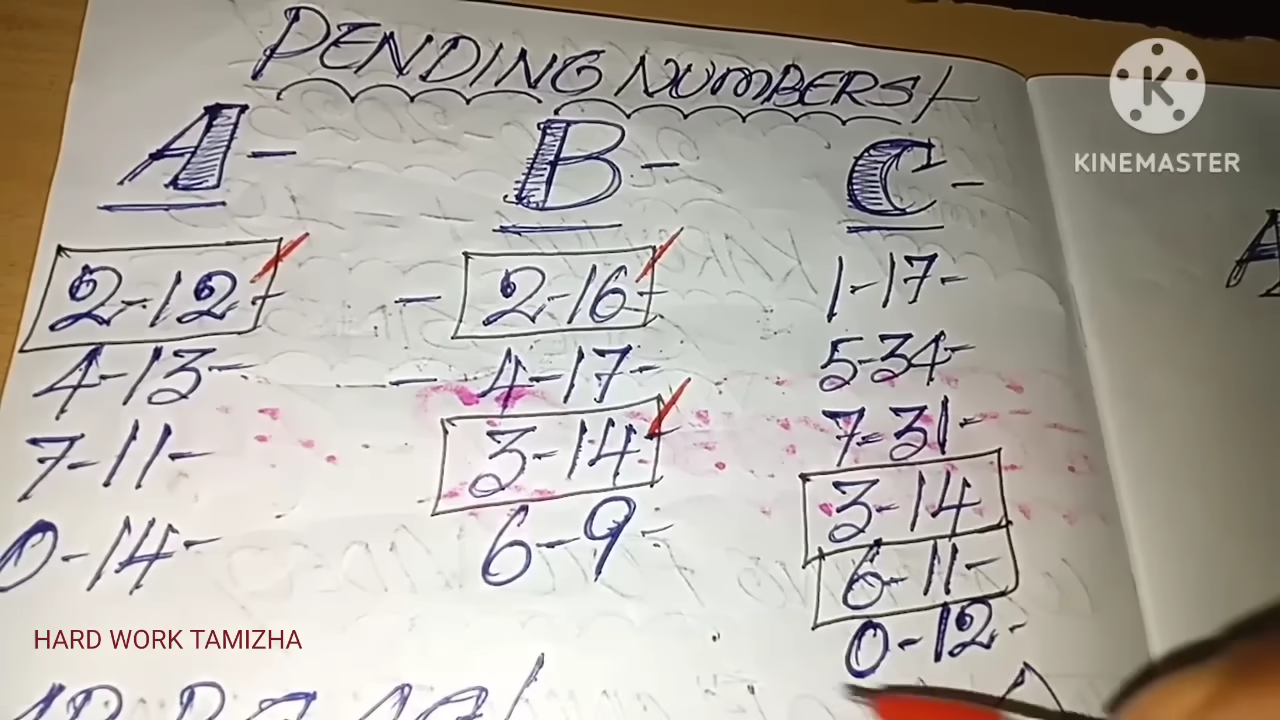 PENDING NUMBERS/-
A- B- C-
2-12- - 2-16- 1-17-
4-13- - 4-17- 5-34-
7-11- 3-14- 7-31-
0-14- 6-9- 3-14
6-11-
0-12-
K
KINEMASTER
A
HARD WORK TAMIZHA